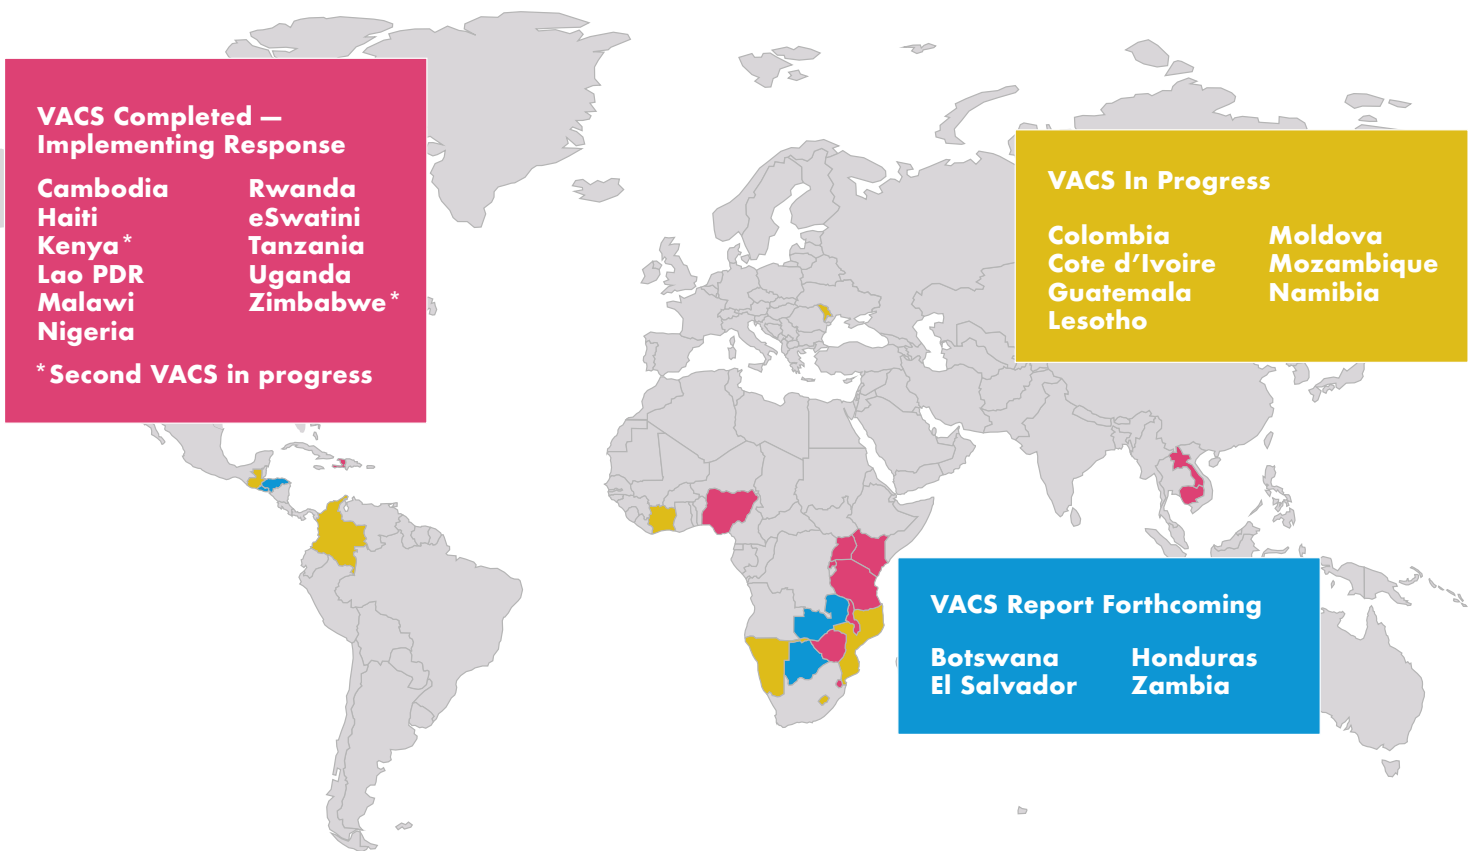 VACS Completed —
Implementing Response
Cambodia
Haiti
Kenya*
Lao PDR
Malawi
Nigeria
Rwanda
eSwatini
Tanzania
Uganda
Zimbabwe*
*Second VACS in progress
VACS In Progress
Colombia
Cote d’Ivoire
Guatemala
Lesotho
Moldova
Mozambique
Namibia
VACS Report Forthcoming
Botswana
El Salvador
Honduras
Zambia